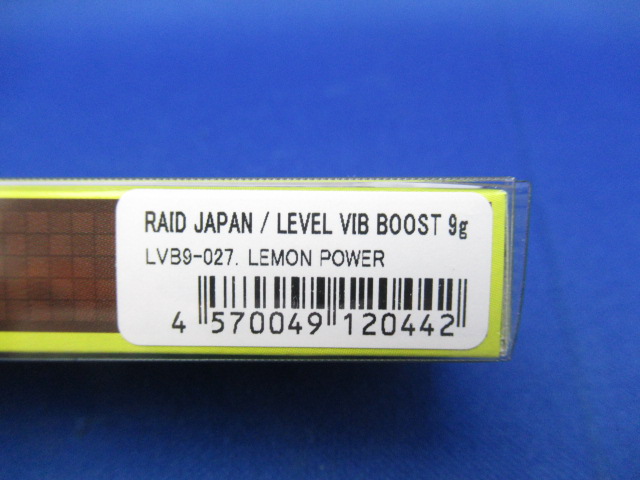 RAID JAPAN / LEVEL VIB BOOST 9g
LVB9-027. LEMON POWER
4 570049 120442